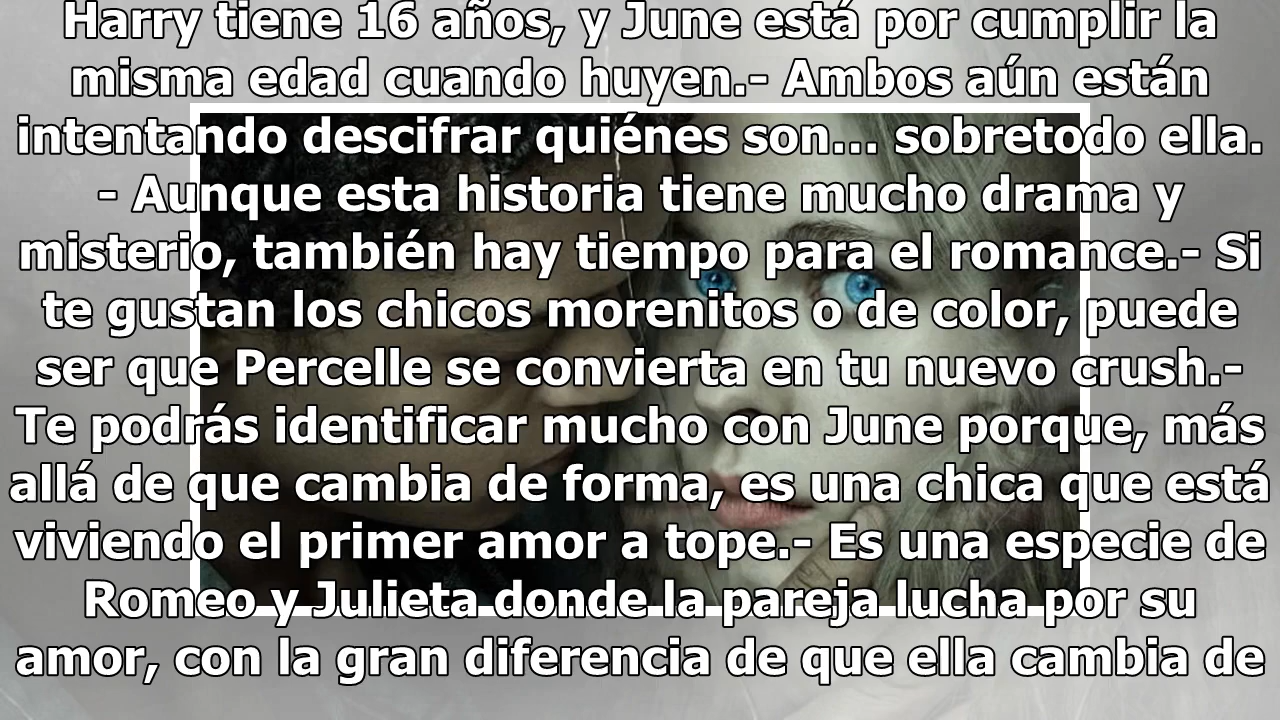 Harry tiene 16 años, y June está por cumplir la
misma edad cuando huyen.- Ambos aún están
intentando descifrar quiénes son... sobretodo ella.
- Aunque esta historia tiene mucho drama y
misterio, también hay tiempo para el romance.- Si
te gustan los chicos morenitos o de color, puede
ser que Percelle se convierta en tu nuevo crush.-
Te podrás identificar mucho con June porque, más
allá de que cambia de forma, es una chica que está
viviendo el primer amor a tope.- Es una especie de
Romeo y Julieta donde la pareja lucha por su
amor, con la gran diferencia de que ella cambia de